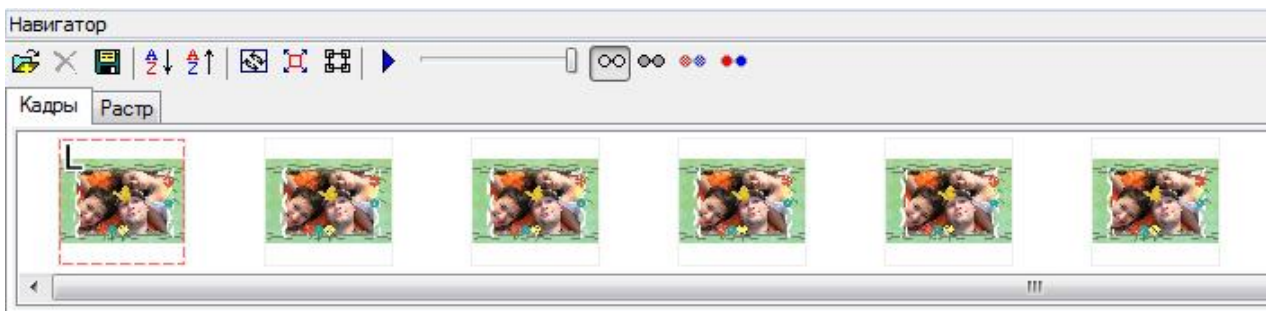 Навигатор
Кадры Растр
L